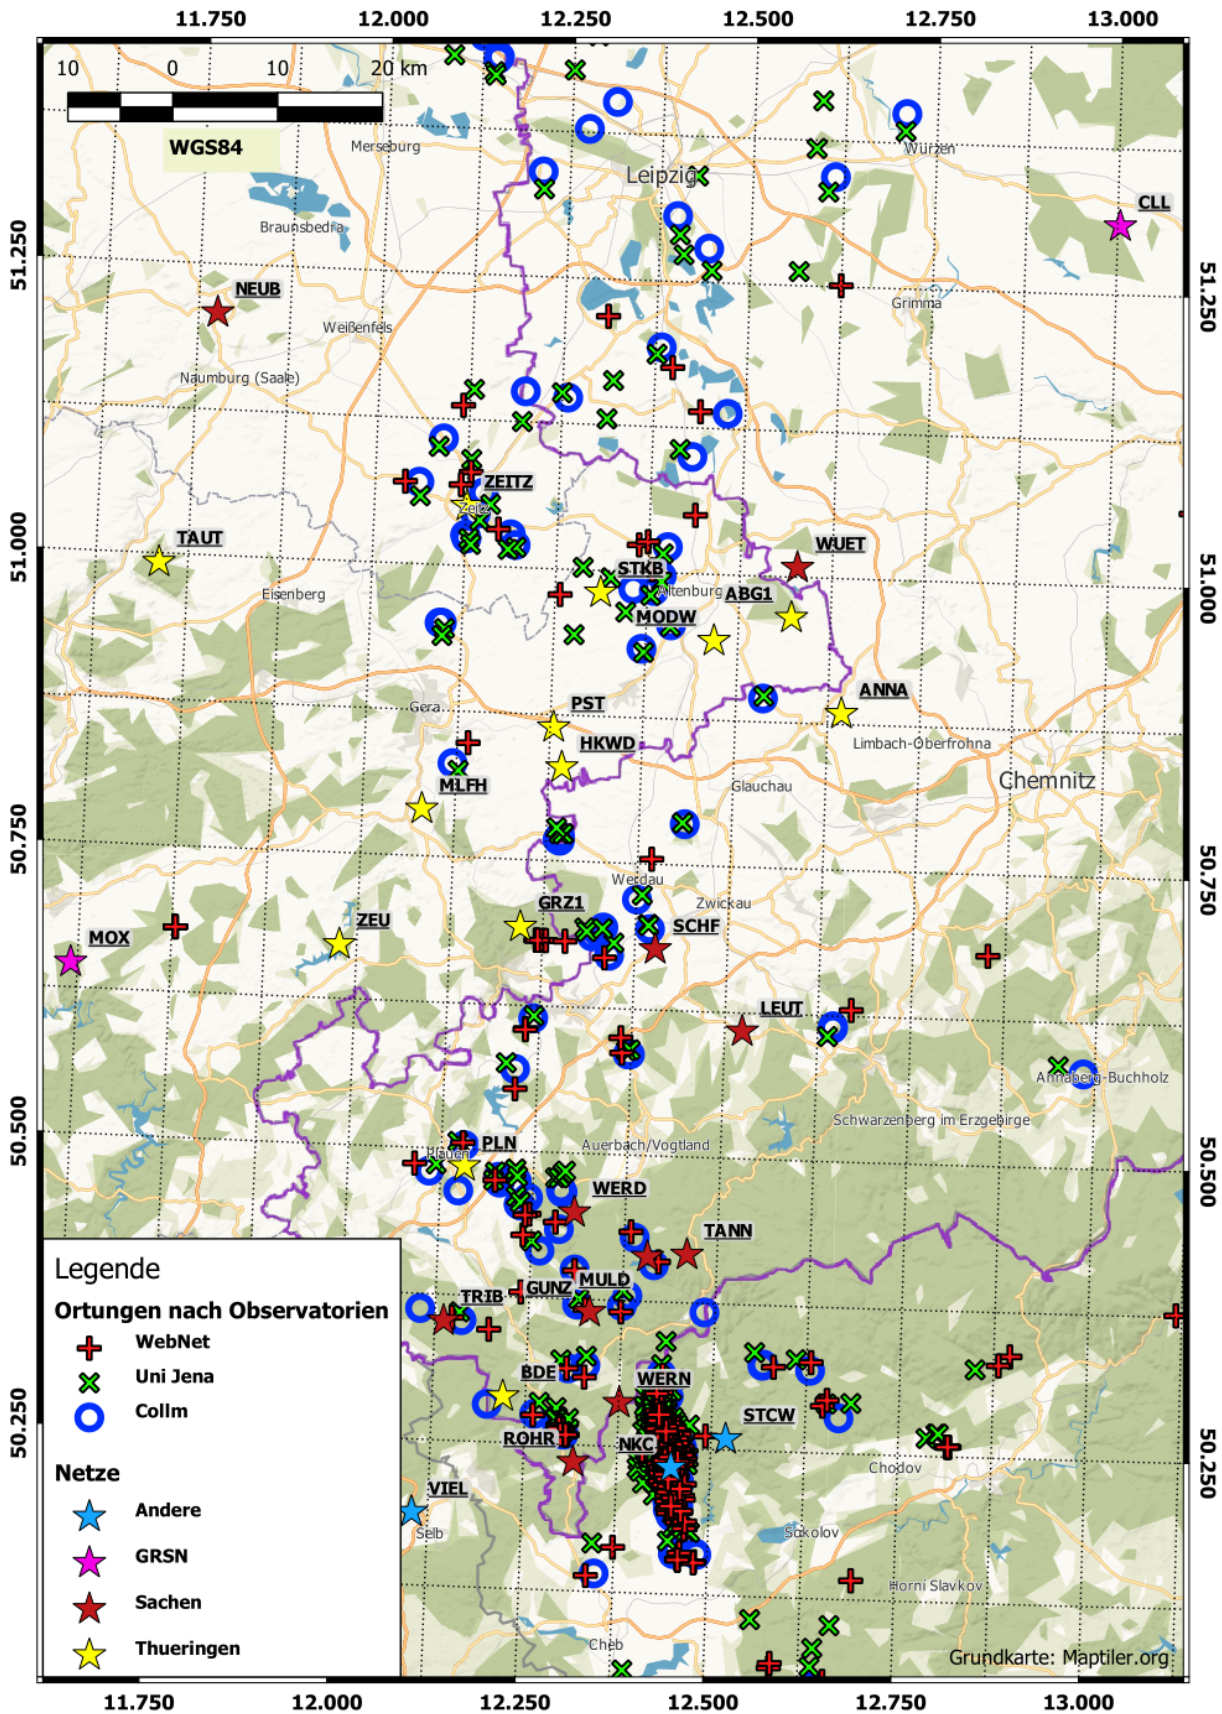 11.750 12.000 12.250 12.500 12.750 13.000
10 0 10 20 km
WGS84
Merseburg
Leipzig
Wurzen
CLL
Braunsbedra
51.250
NEUB
Grimma
51.250
Weißenfels
Naumburg (Saale)
ZEITZ
Zeitz
51.000
TAUT
WUET
STKB
Eisenberg
Altenburg
ABG1
51.000
MODW
ANNA
Gera
PST
HKWD
Limbach-Oberfrohna
MLFH
Glauchau
Chemnitz
50.750
Werdau
50.750
GRZ1
Zwickau
ZEU
SCHF
MOX
LEUT
Annaberg-Buchholz
50.500
Schwarzenberg im Erzgebirge
PLN
Plauen
Auerbach/Vogtland
50.500
WERD
TANN
GUNZ
MULD
TRIB
BDE
WERN
STCW
50.250
ROHR
NKC
Chodov
50.250
VIEL
Selb
Sokolov
Horní Slavkov
Cheb
Grundkarte: Maptiler.org
Legende
Ortungen nach Observatorien
WebNet
Uni Jena
Collm
Netze
Andere
GRSN
Sachen
Thueringen
11.750 12.000 12.250 12.500 12.750 13.000